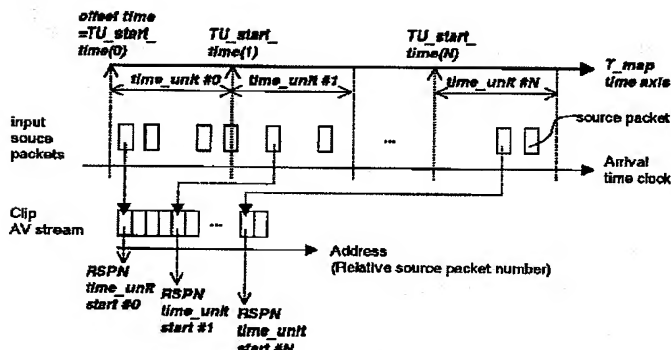 offset time
=TU_start_
time(0)
TU_start_
time(1)
TU_start_
time(N)
T_map
time axis
time_unit #0
time_unit #1
time_unit #N
input
souce
packets
...
source packet
Arrival
time clock
Clip
AV stream
...
Address
(Relative source packet number)
RSPN
time_unit
start #0
RSPN
time_unit
start #1
RSPN
time_unit
start #N